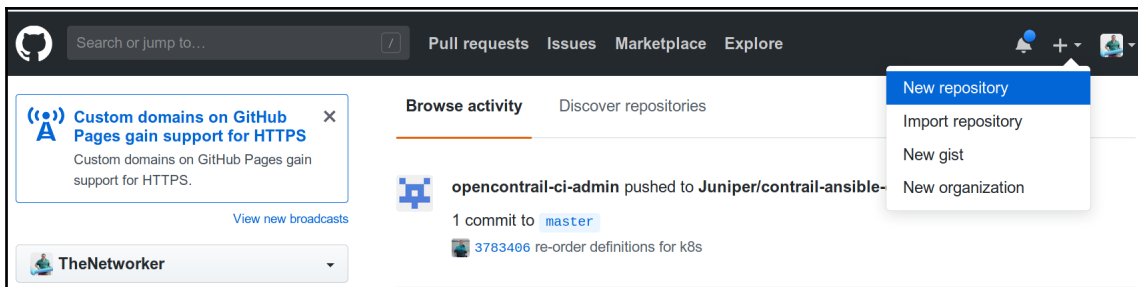 Search or jump to...
/
Pull requests Issues Marketplace Explore
New repository
Import repository
New gist
New organization
Custom domains on GitHub
Pages gain support for HTTPS
Custom domains on GitHub Pages gain
support for HTTPS.
View new broadcasts
TheNetworker
Browse activity Discover repositories
opencontrail-ci-admin pushed to Juniper/contrail-ansible-
1 commit to master
3783406 re-order definitions for k8s